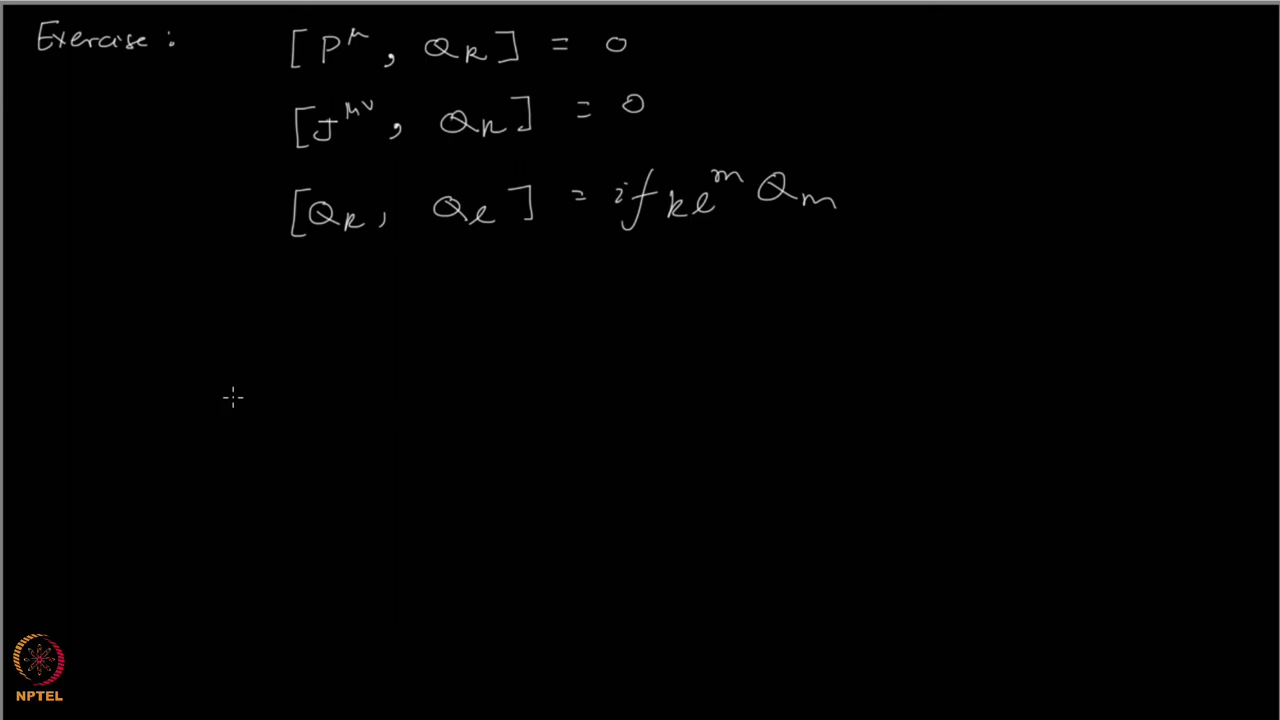 Exercise : [P^μ, Q_k] = 0
[J^μν, Q_k] = 0
[Q_k, Q_l] = i f_kl^m Q_m
NPTEL